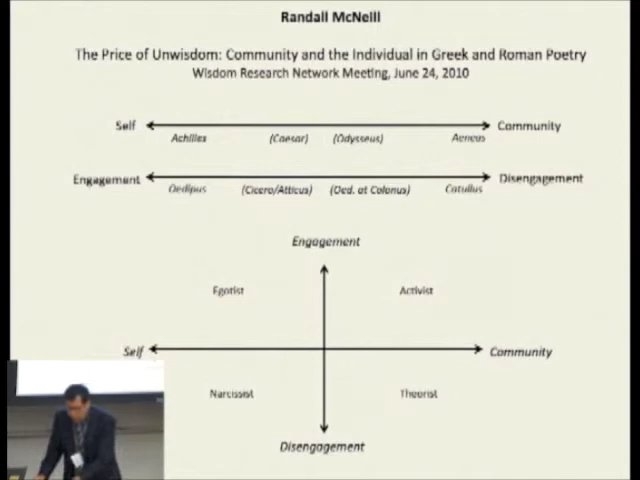 Randall McNeill
The Price of Unwisdom: Community and the Individual in Greek and Roman Poetry
Wisdom Research Network Meeting, June 24, 2010
Self Community
Achilles (Caesar) (Odysseus) Aeneas
Engagement Disengagement
Oedipus (Cicero/Atticus) (Oed. at Colonus) Catullus
Engagement
Egotist Activist
Self Community
Narcissist Theorist
Disengagement